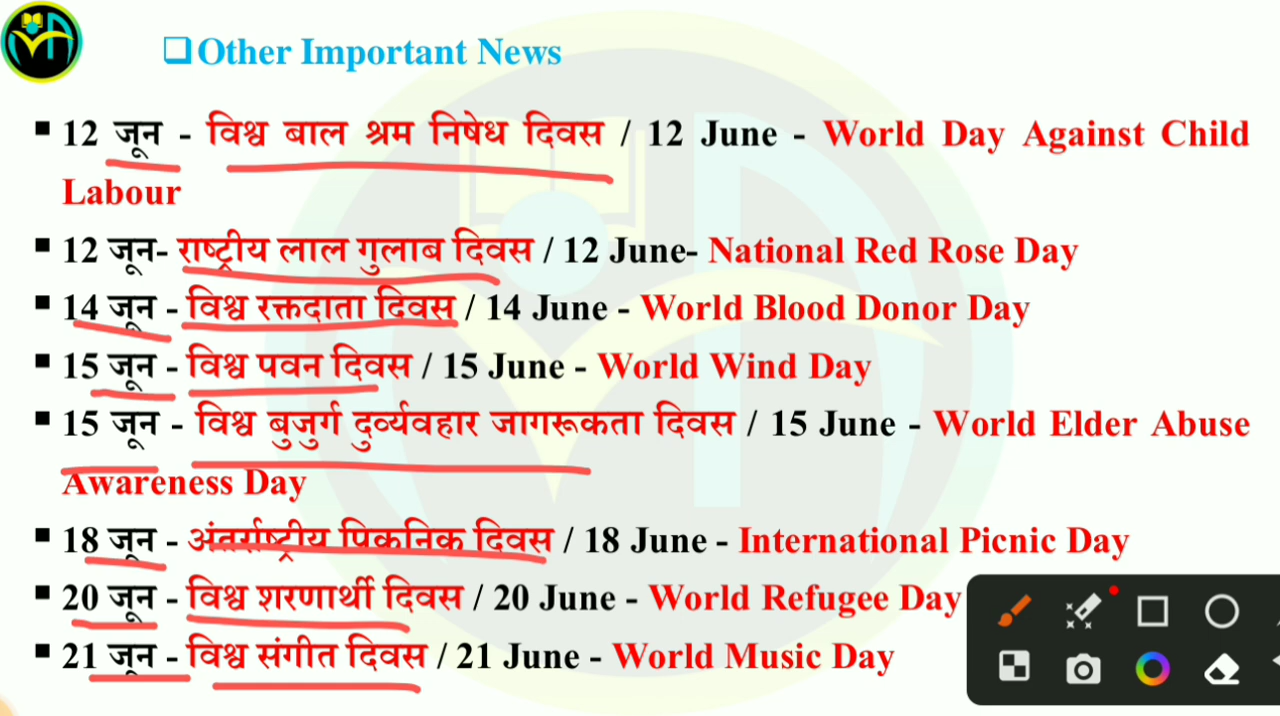 ❑Other Important News
▪ 12 जून - विश्व बाल श्रम निषेध दिवस / 12 June - World Day Against Child
Labour
▪ 12 जून- राष्ट्रीय लाल गुलाब दिवस / 12 June- National Red Rose Day
▪ 14 जून - विश्व रक्तदाता दिवस / 14 June - World Blood Donor Day
▪ 15 जून - विश्व पवन दिवस / 15 June - World Wind Day
▪ 15 जून - विश्व बुजुर्ग दुर्व्यवहार जागरूकता दिवस / 15 June - World Elder Abuse
Awareness Day
▪ 18 जून - अंतर्राष्ट्रीय पिकनिक दिवस / 18 June - International Picnic Day
▪ 20 जून - विश्व शरणार्थी दिवस / 20 June - World Refugee Day
▪ 21 जून - विश्व संगीत दिवस / 21 June - World Music Day